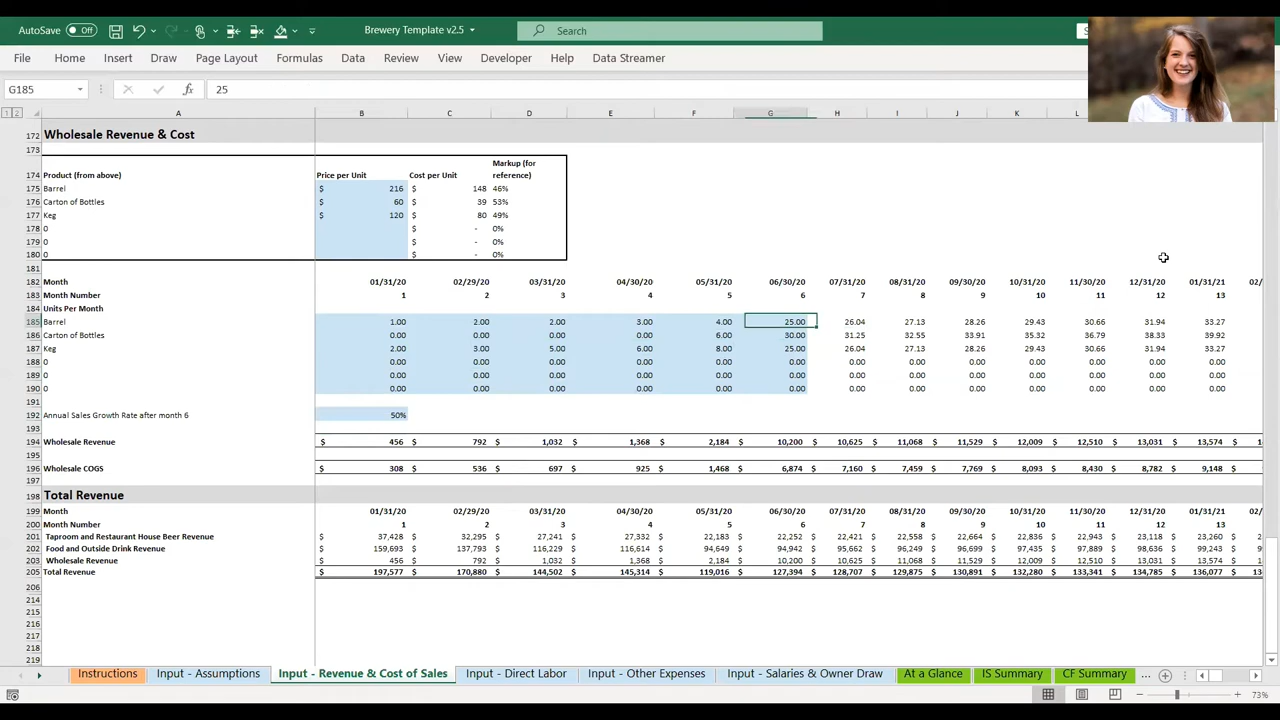 AutoSave Off Brewery Template v2.5 Search S
File Home Insert Draw Page Layout Formulas Data Review View Developer Help Data Streamer
G185 fx 25
1 2 A B C D E F G H I J K L
172 Wholesale Revenue & Cost
173
Markup (for
174 Product (from above) Price per Unit Cost per Unit reference)
175 Barrel $ 216 $ 148 46%
176 Carton of Bottles $ 60 $ 39 53%
177 Keg $ 120 $ 80 49%
178 0 $ - 0%
179 0 $ - 0%
180 0 $ - 0%
181
182 Month 01/31/20 02/29/20 03/31/20 04/30/20 05/31/20 06/30/20 07/31/20 08/31/20 09/30/20 10/31/20 11/30/20 12/31/20 01/31/21 02/
183 Month Number 1 2 3 4 5 6 7 8 9 10 11 12 13
184 Units Per Month
185 Barrel 1.00 2.00 2.00 3.00 4.00 25.00 26.04 27.13 28.26 29.43 30.66 31.94 33.27
186 Carton of Bottles 0.00 0.00 0.00 0.00 6.00 30.00 31.25 32.55 33.91 35.32 36.79 38.33 39.92
187 Keg 2.00 3.00 5.00 6.00 8.00 25.00 26.04 27.13 28.26 29.43 30.66 31.94 33.27
188 0 0.00 0.00 0.00 0.00 0.00 0.00 0.00 0.00 0.00 0.00 0.00 0.00 0.00
189 0 0.00 0.00 0.00 0.00 0.00 0.00 0.00 0.00 0.00 0.00 0.00 0.00 0.00
190 0 0.00 0.00 0.00 0.00 0.00 0.00 0.00 0.00 0.00 0.00 0.00 0.00 0.00
191
192 Annual Sales Growth Rate after month 6 50%
193
194 Wholesale Revenue $ 456 $ 792 $ 1,032 $ 1,368 $ 2,184 $ 10,200 $ 10,625 $ 11,068 $ 11,529 $ 12,009 $ 12,510 $ 13,031 $ 13,574 $ 1
195
196 Wholesale COGS $ 308 $ 536 $ 697 $ 925 $ 1,468 $ 6,874 $ 7,160 $ 7,459 $ 7,769 $ 8,093 $ 8,430 $ 8,782 $ 9,148 $
197
198 Total Revenue
199 Month 01/31/20 02/29/20 03/31/20 04/30/20 05/31/20 06/30/20 07/31/20 08/31/20 09/30/20 10/31/20 11/30/20 12/31/20 01/31/21 02/
200 Month Number 1 2 3 4 5 6 7 8 9 10 11 12 13
201 Taproom and Restaurant House Beer Revenue $ 37,428 $ 32,295 $ 27,241 $ 27,332 $ 22,183 $ 22,252 $ 22,421 $ 22,558 $ 22,664 $ 22,836 $ 22,943 $ 23,118 $ 23,260 $ 2
202 Food and Outside Drink Revenue $ 159,693 $ 137,793 $ 116,229 $ 116,614 $ 94,649 $ 94,942 $ 95,662 $ 96,249 $ 96,699 $ 97,435 $ 97,889 $ 98,636 $ 99,243 $ 9
203 Wholesale Revenue $ 456 $ 792 $ 1,032 $ 1,368 $ 2,184 $ 10,200 $ 10,625 $ 11,068 $ 11,529 $ 12,009 $ 12,510 $ 13,031 $ 13,574 $ 1
205 Total Revenue $ 197,577 $ 170,880 $ 144,502 $ 145,314 $ 119,016 $ 127,394 $ 128,707 $ 129,875 $ 130,891 $ 132,280 $ 133,341 $ 134,785 $ 136,077 $ 13
206
214
215
216
217
218
219
Instructions Input - Assumptions Input - Revenue & Cost of Sales Input - Direct Labor Input - Other Expenses Input - Salaries & Owner Draw At a Glance IS Summary CF Summary ...
73%